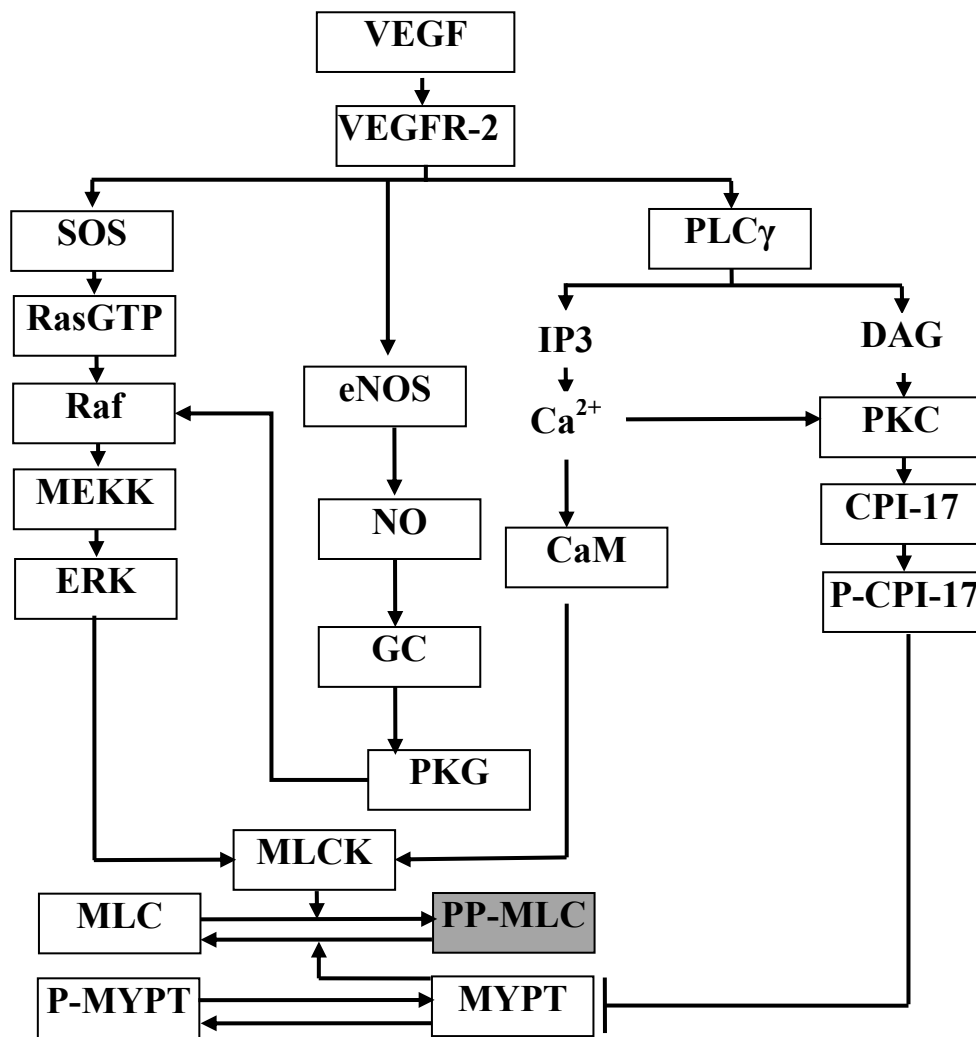 VEGF
VEGFR-2
SOS
PLCγ
RasGTP
IP3
DAG
Raf
eNOS
Ca²⁺
PKC
MEKK
NO
CPI-17
CaM
ERK
P-CPI-17
GC
PKG
MLCK
MLC
PP-MLC
P-MYPT
MYPT